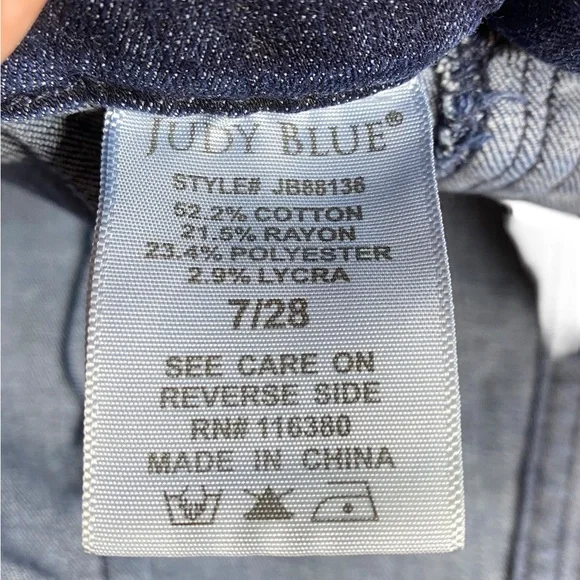 JUDY BLUE®
STYLE# JB88136
52.2% COTTON
21.5% RAYON
23.4% POLYESTER
2.9% LYCRA
7/28
SEE CARE ON
REVERSE SIDE
RN# 116380
MADE IN CHINA